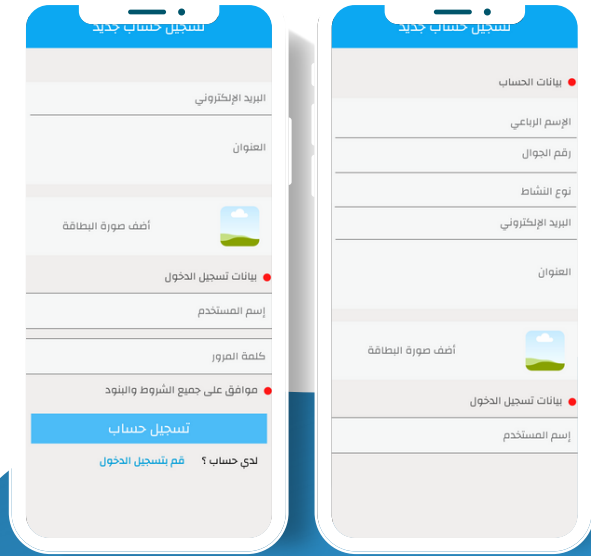 تسجيل حساب جديد
بيانات الحساب
الإسم الرباعي
رقم الجوال
نوع النشاط
البريد الإلكتروني
العنوان
أضف صورة البطاقة
بيانات تسجيل الدخول
إسم المستخدم
تسجيل حساب جديد
البريد الإلكتروني
العنوان
أضف صورة البطاقة
بيانات تسجيل الدخول
إسم المستخدم
كلمة المرور
موافق على جميع الشروط والبنود
تسجيل حساب
لدي حساب ؟ قم بتسجيل الدخول